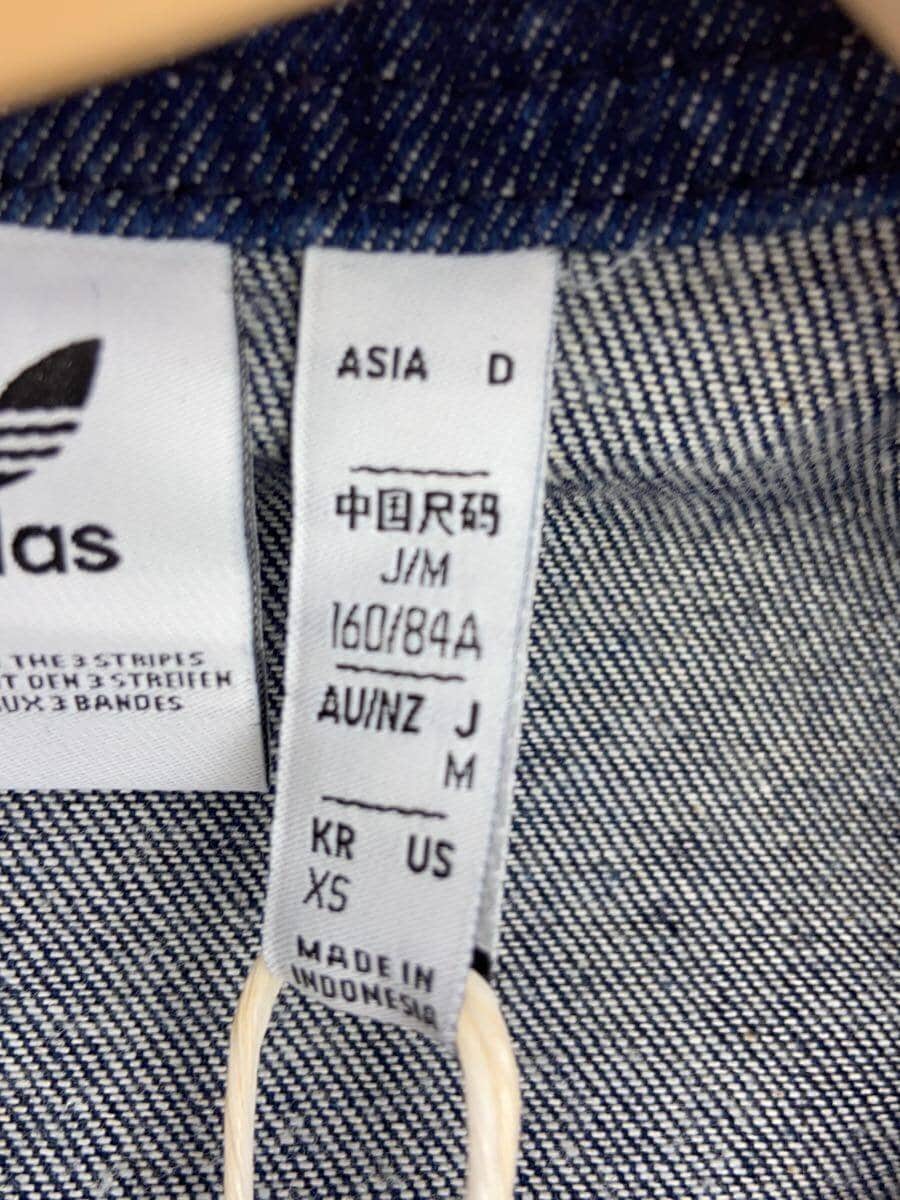 das
THE 3 STRIPES
T DEN 3 STREIFEN
UX 3 BANDES
ASIA D
中国尺码
J/M
160/84A
AU/NZ J
M
KR US
XS
MADE IN
INDONESIA